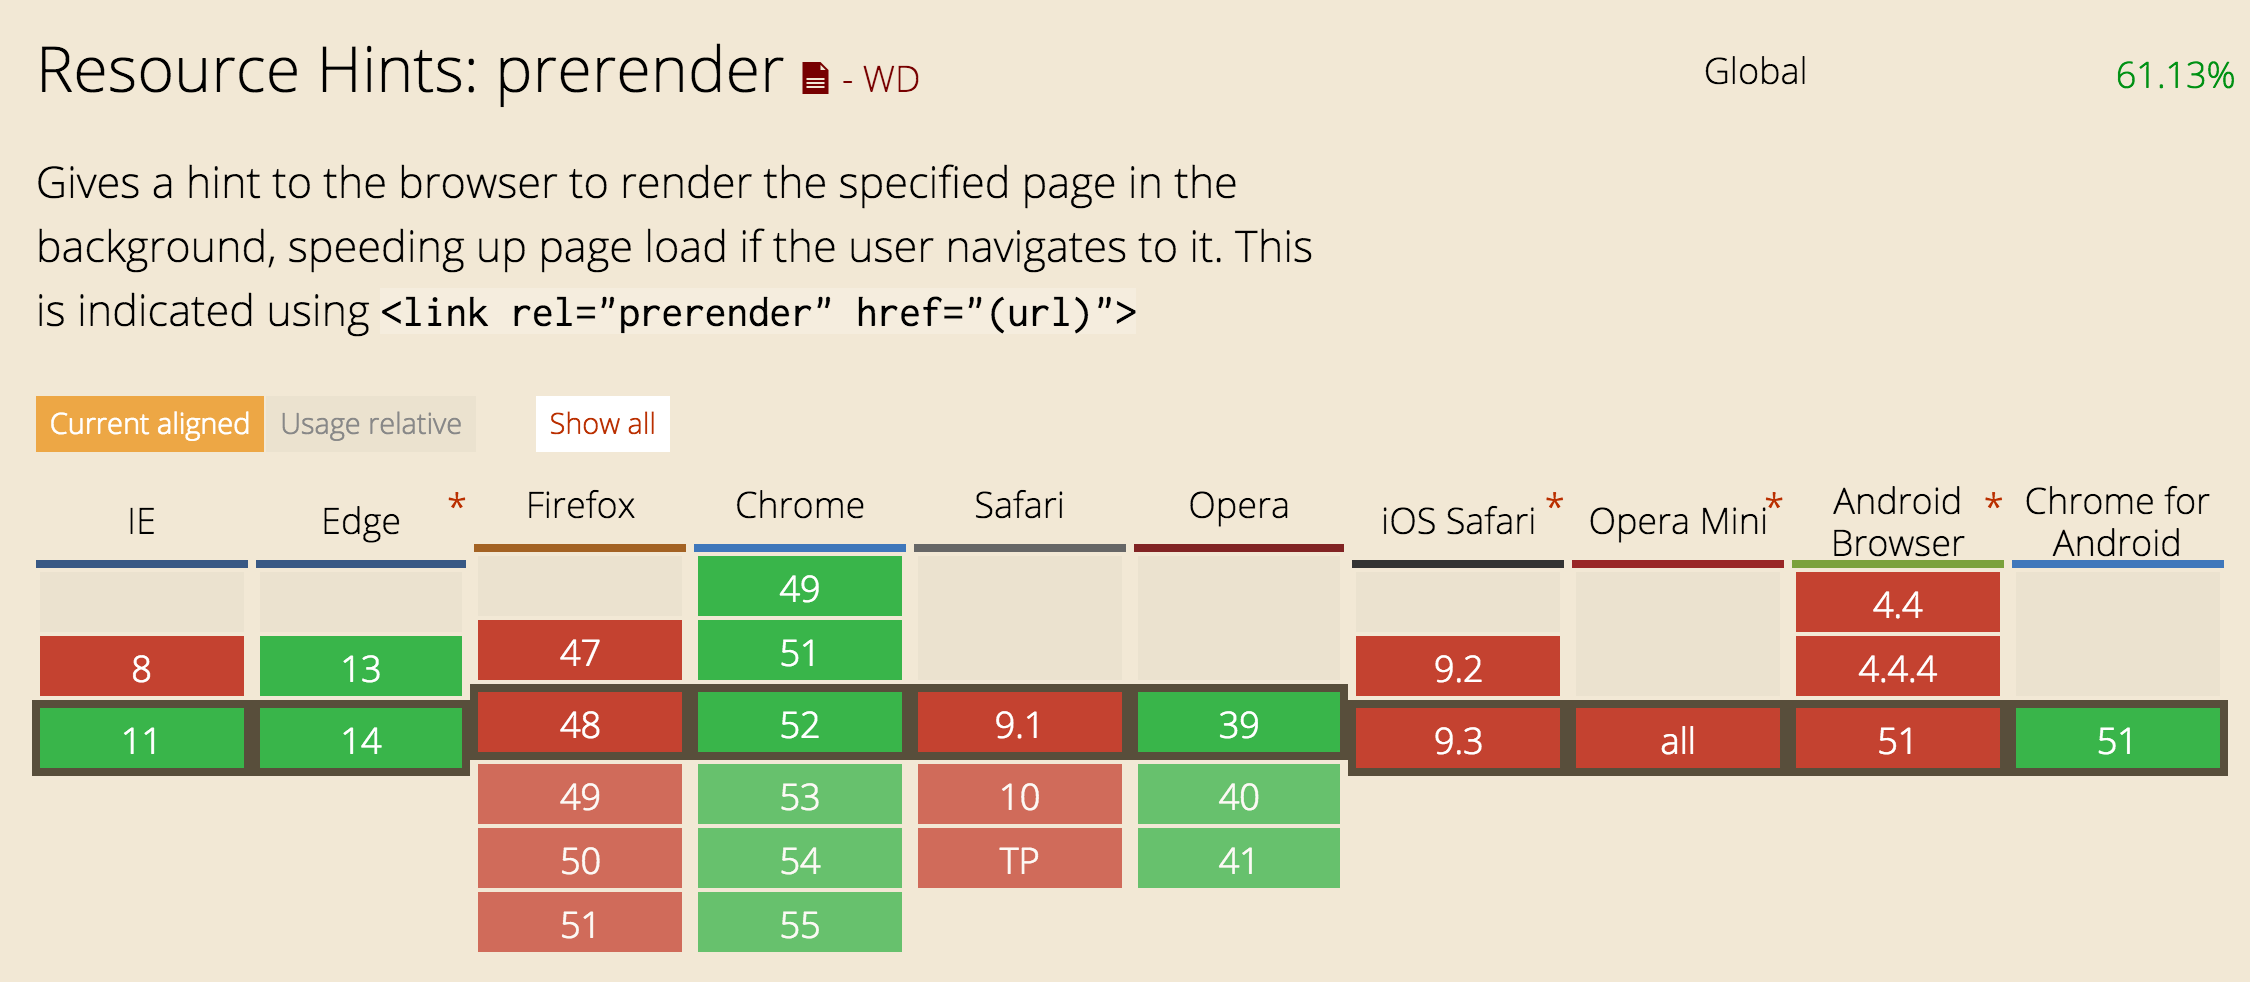 Resource Hints: prerender - WD
Global 61.13%
Gives a hint to the browser to render the specified page in the
background, speeding up page load if the user navigates to it. This
is indicated using <link rel="prerender" href="(url)">
Current aligned Usage relative Show all
IE Edge * Firefox Chrome Safari Opera iOS Safari * Opera Mini * Android Browser * Chrome for Android
49 4.4
8 13 47 51 9.2 4.4.4
11 14 48 52 9.1 39 9.3 all 51 51
49 53 10 40
50 54 TP 41
51 55